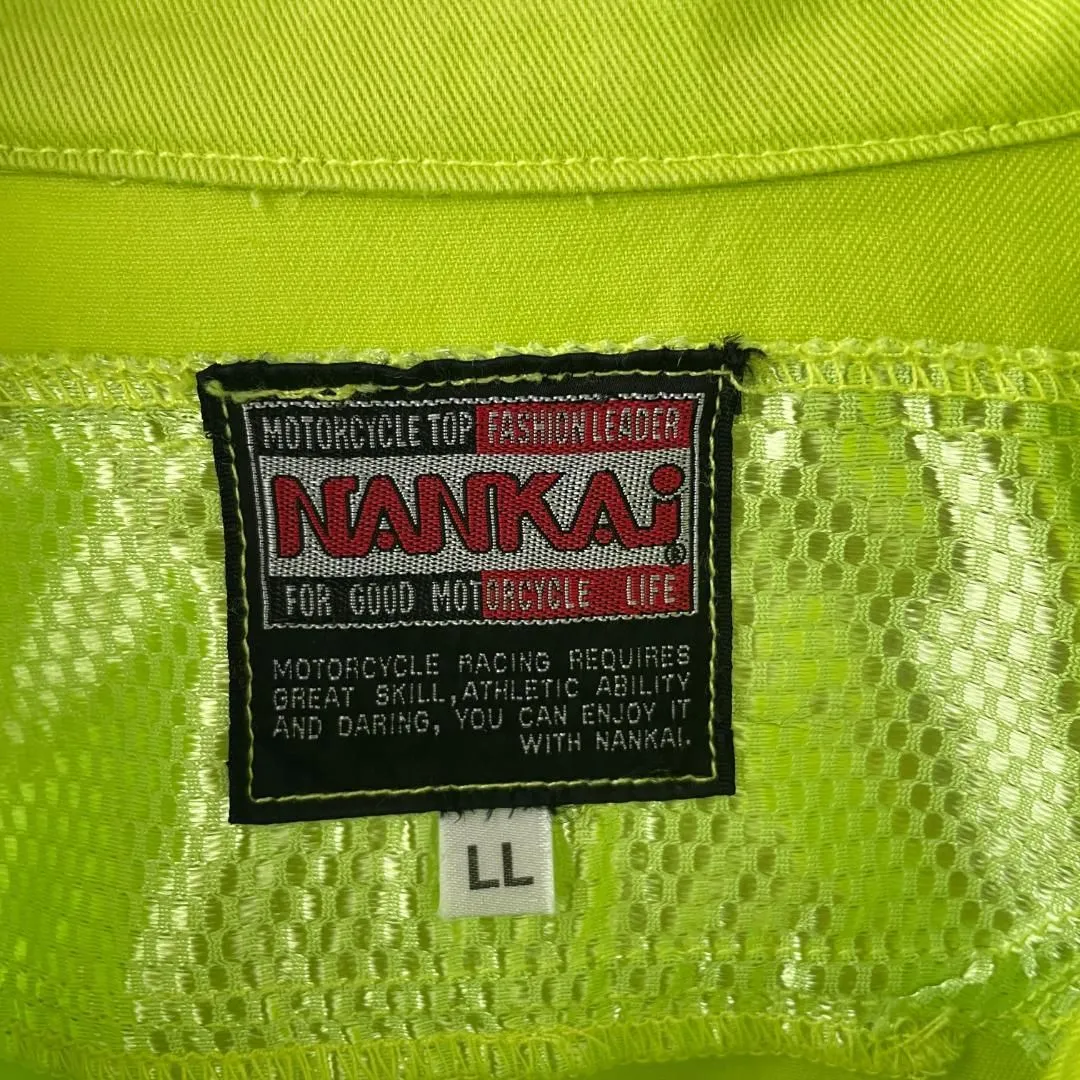 MOTORCYCLE TOP FASHION LEADER
NANKAi
®
FOR GOOD MOTORCYCLE LIFE
MOTORCYCLE RACING REQUIRES
GREAT SKILL, ATHLETIC ABILITY
AND DARING, YOU CAN ENJOY IT
WITH NANKAI.
LL